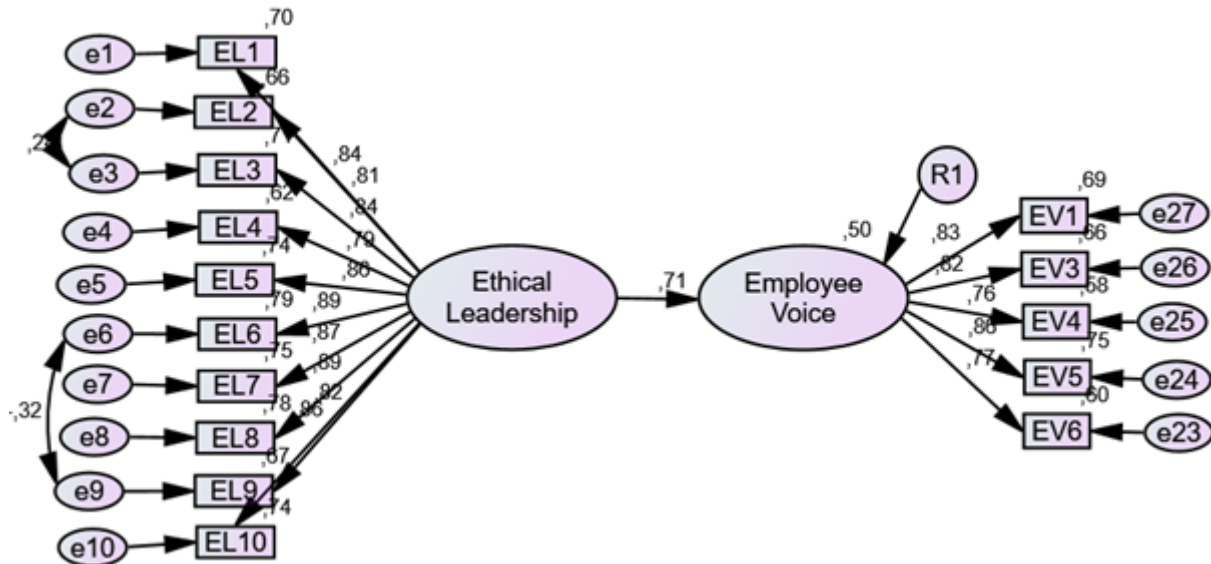 ,70
e1
EL1
,66
e2
EL2
e3
EL3
,62
e4
EL4
,74
e5
EL5
,79
e6
EL6
,75
e7
EL7
,78
e8
EL8
,67
e9
EL9
,74
e10
EL10
-,32
,84
,81
,84
,79
,86
,89
,87
,89
,82
,86
Ethical
Leadership
,71
R1
,50
Employee
Voice
,83
,82
,76
,86
,77
,69
EV1
e27
,66
EV3
e26
,58
EV4
e25
,75
EV5
e24
,60
EV6
e23